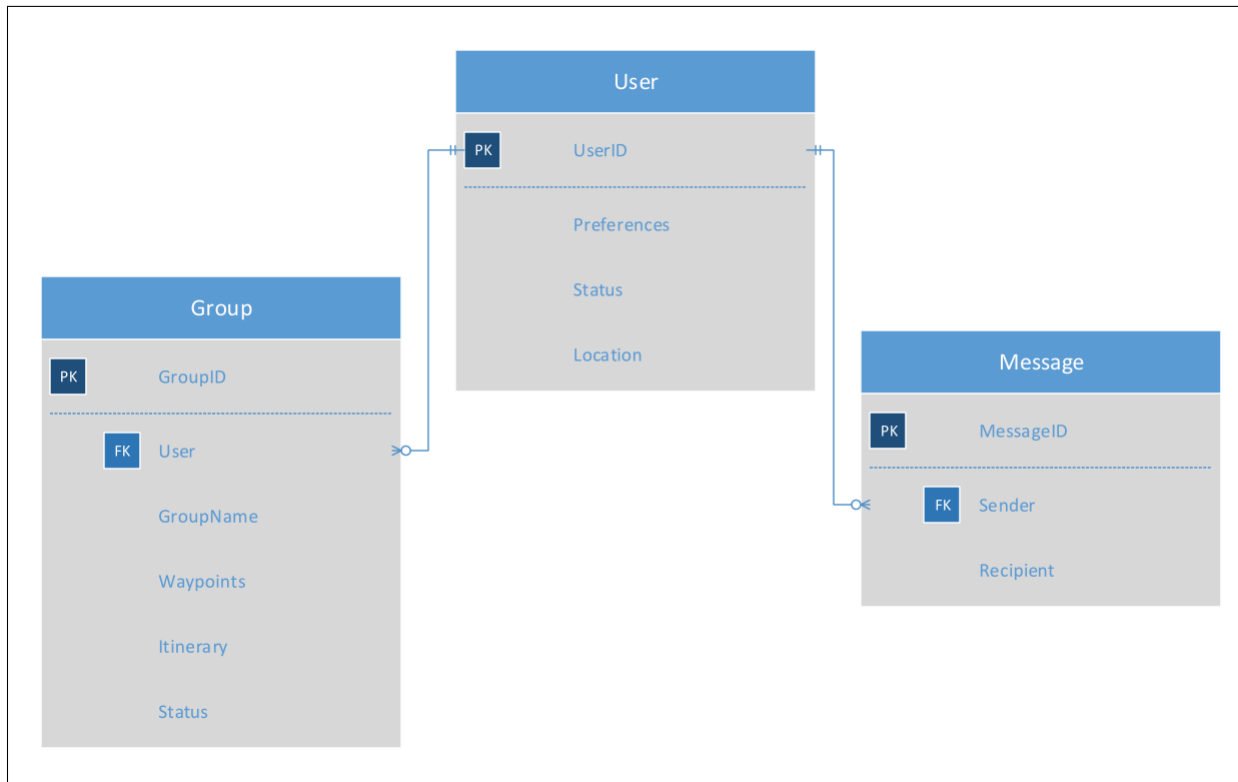 User
PK UserID
Preferences
Status
Location
Group
PK GroupID
FK User
GroupName
Waypoints
Itinerary
Status
Message
PK MessageID
FK Sender
Recipient